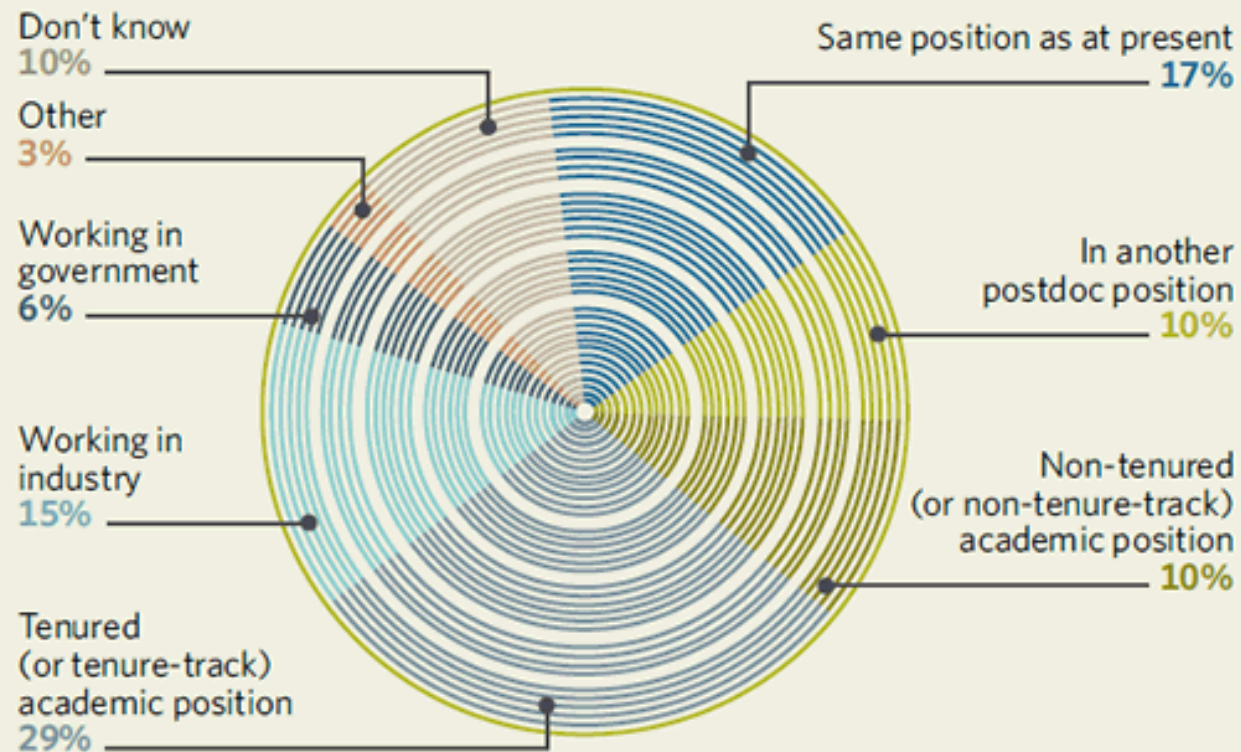 Don't know
10%
Other
3%
Working in
government
6%
Working in
industry
15%
Tenured
(or tenure-track)
academic position
29%
Same position as at present
17%
In another
postdoc position
10%
Non-tenured
(or non-tenure-track)
academic position
10%